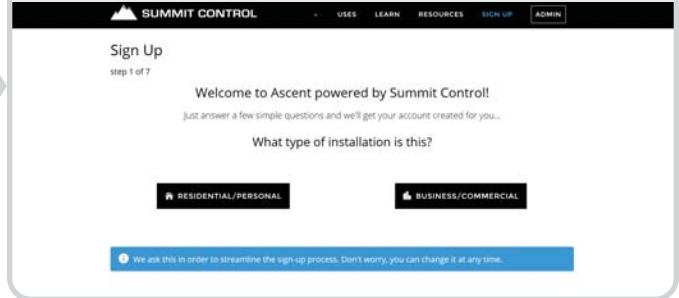 SUMMIT CONTROL
USES LEARN RESOURCES SIGN UP ADMIN
Sign Up
step 1 of 7
Welcome to Ascent powered by Summit Control!
Just answer a few simple questions and we'll get your account created for you...
What type of installation is this?
RESIDENTIAL/PERSONAL BUSINESS/COMMERCIAL
We ask this in order to streamline the sign-up process. Don't worry, you can change it at any time.